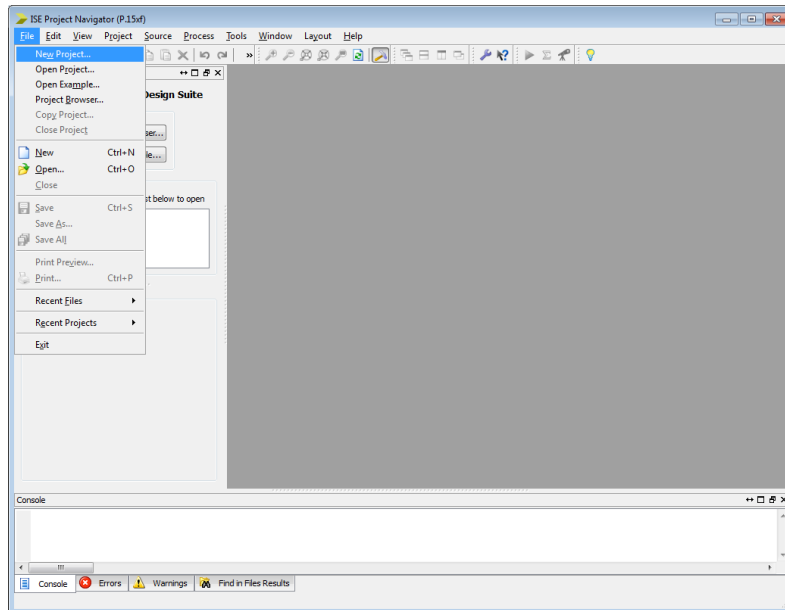 ISE Project Navigator (P.15xf)
File Edit View Project Source Process Tools Window Layout Help
New Project...
Open Project...
Open Example...
Project Browser...
Copy Project...
Close Project
New Ctrl+N
Open... Ctrl+O
Close
Save Ctrl+S
Save As...
Save All
Print Preview...
Print... Ctrl+P
Recent Files
Recent Projects
Exit
Design Suite
st below to open
Console
Console Errors Warnings Find in Files Results